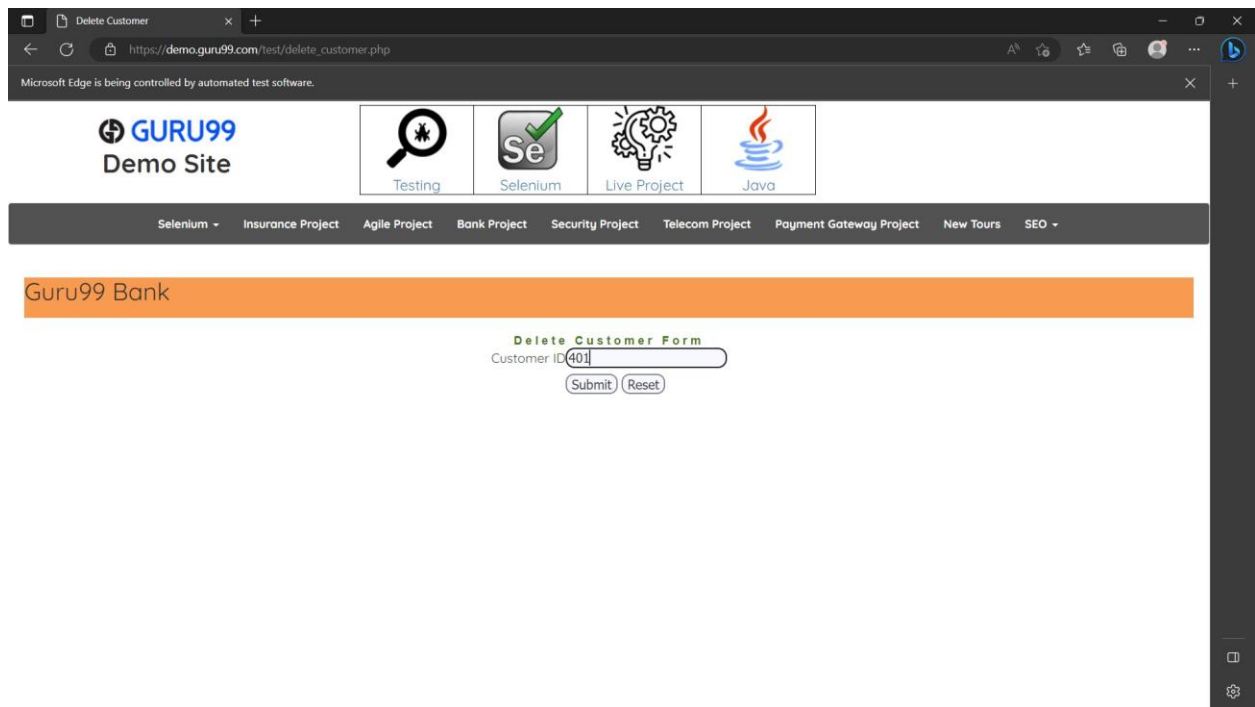 Delete Customer
https://demo.guru99.com/test/delete_customer.php
Microsoft Edge is being controlled by automated test software.
GURU99
Demo Site
Se
Testing Selenium Live Project Java
Selenium Insurance Project Agile Project Bank Project Security Project Telecom Project Payment Gateway Project New Tours SEO
Guru99 Bank
Delete Customer Form
Customer ID 401
Submit Reset